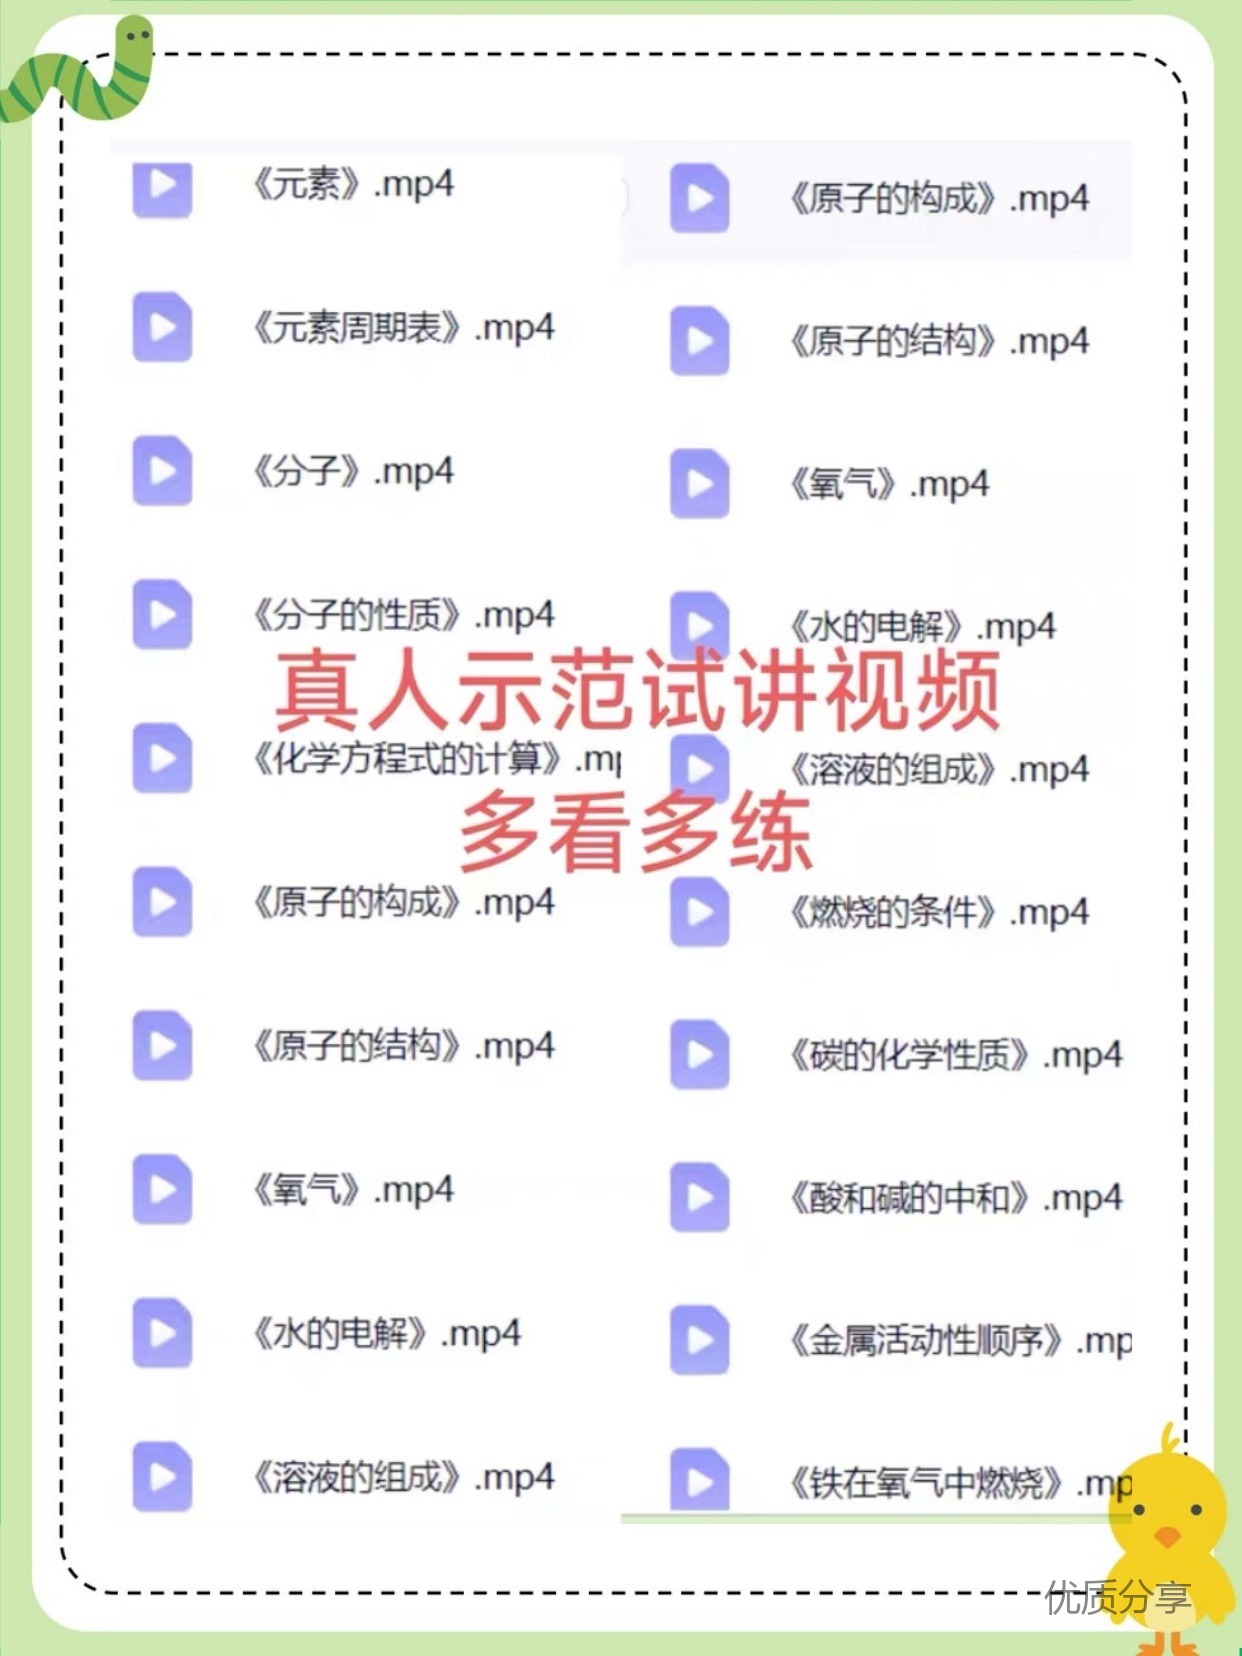 《元素》.mp4
《元素周期表》.mp4
《分子》.mp4
《分子的性质》.mp4
《化学方程式的计算》.mp
《原子的构成》.mp4
《原子的结构》.mp4
《氧气》.mp4
《水的电解》.mp4
《溶液的组成》.mp4
《原子的构成》.mp4
《原子的结构》.mp4
《氧气》.mp4
《水的电解》.mp4
《溶液的组成》.mp4
《燃烧的条件》.mp4
《碳的化学性质》.mp4
《酸和碱的中和》.mp4
《金属活动性顺序》.mp
《铁在氧气中燃烧》.mp
真人示范试讲视频
多看多练
优质分享